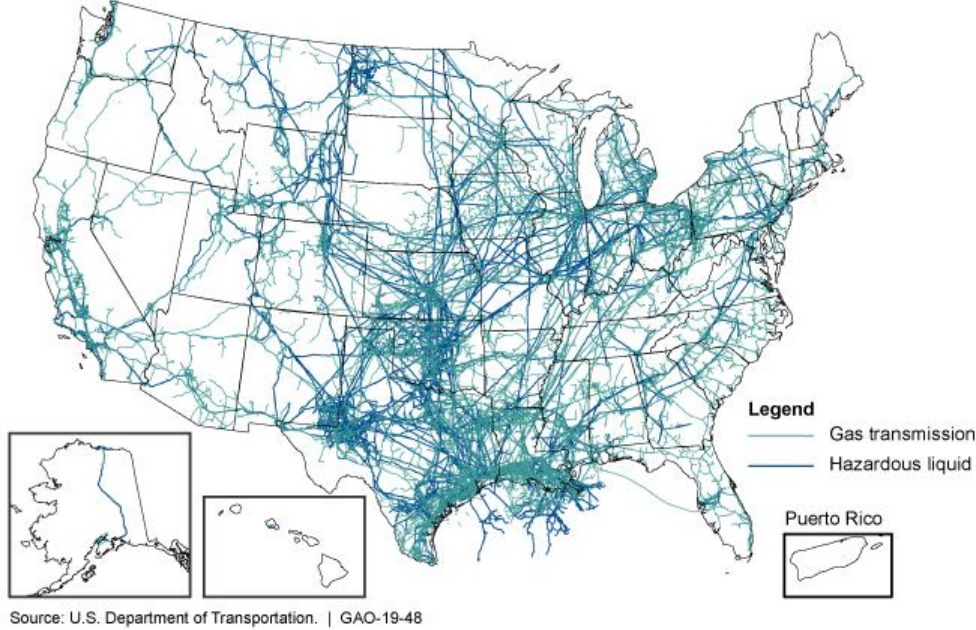 Legend
Gas transmission
Hazardous liquid
Puerto Rico
Source: U.S. Department of Transportation. | GAO-19-48